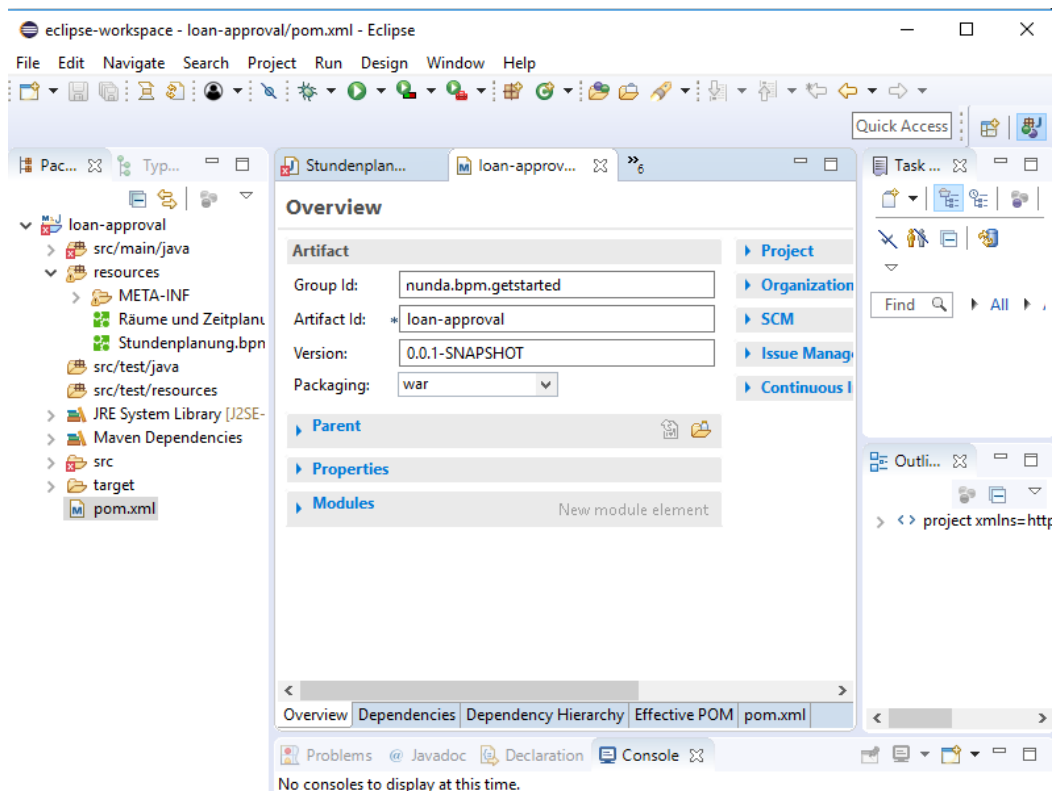 eclipse-workspace - loan-approval/pom.xml - Eclipse
File Edit Navigate Search Project Run Design Window Help
Quick Access
Pac... Typ...
loan-approval
src/main/java
resources
META-INF
Räume und Zeitplanu
Stundenplanung.bpn
src/test/java
src/test/resources
JRE System Library [J2SE-
Maven Dependencies
src
target
pom.xml
Stundenplan... loan-approv... »6
Overview
Artifact
Group Id: nunda.bpm.getstarted
Artifact Id: * loan-approval
Version: 0.0.1-SNAPSHOT
Packaging: war
Parent
Properties
Modules New module element
Project
Organization
SCM
Issue Manag
Continuous I
Overview Dependencies Dependency Hierarchy Effective POM pom.xml
Task ...
Find All
Outli...
project xmlns=http
Problems @ Javadoc Declaration Console
No consoles to display at this time.